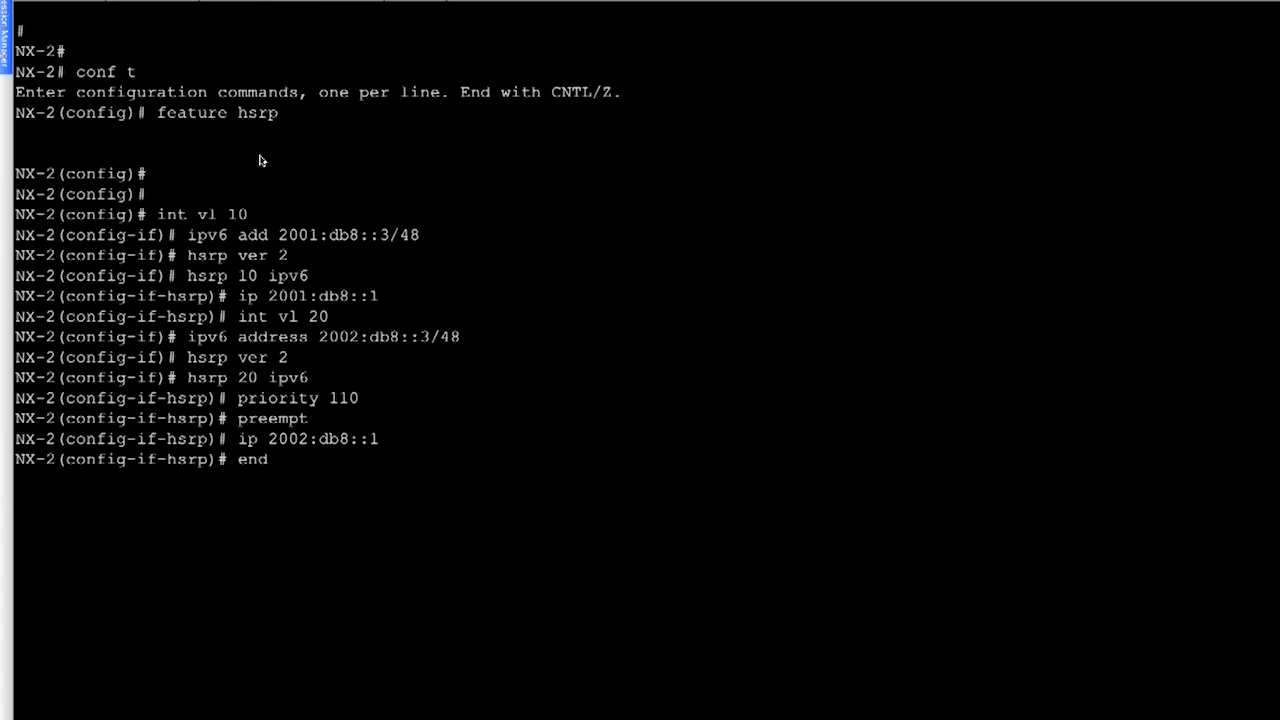 ssion Manager
#
NX-2#
NX-2# conf t
Enter configuration commands, one per line. End with CNTL/Z.
NX-2(config)# feature hsrp
NX-2(config)#
NX-2(config)#
NX-2(config)# int vl 10
NX-2(config-if)# ipv6 add 2001:db8::3/48
NX-2(config-if)# hsrp ver 2
NX-2(config-if)# hsrp 10 ipv6
NX-2(config-if-hsrp)# ip 2001:db8::1
NX-2(config-if-hsrp)# int vl 20
NX-2(config-if)# ipv6 address 2002:db8::3/48
NX-2(config-if)# hsrp ver 2
NX-2(config-if)# hsrp 20 ipv6
NX-2(config-if-hsrp)# priority 110
NX-2(config-if-hsrp)# preempt
NX-2(config-if-hsrp)# ip 2002:db8::1
NX-2(config-if-hsrp)# end